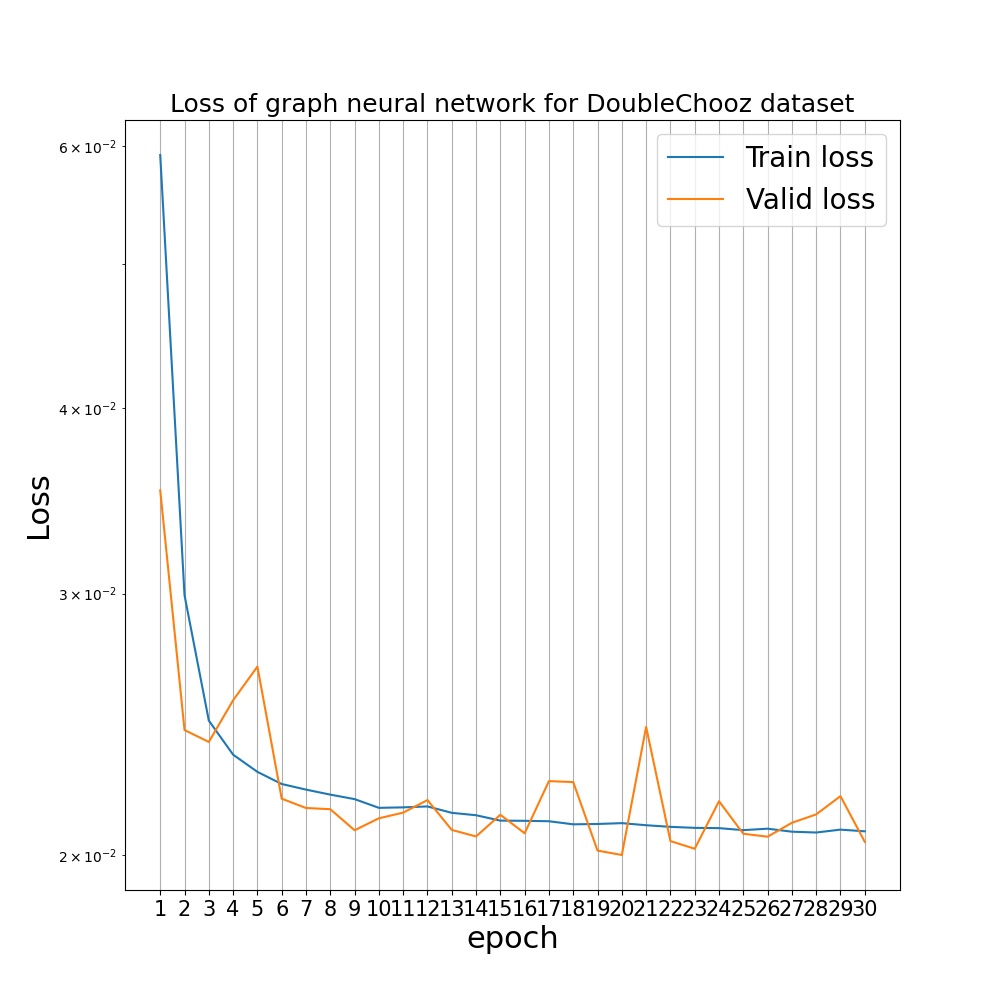 Loss of graph neural network for DoubleChooz dataset
Train loss
Valid loss
6 × 10⁻²
4 × 10⁻²
3 × 10⁻²
2 × 10⁻²
Loss
1 2 3 4 5 6 7 8 9 10 11 12 13 14 15 16 17 18 19 20 21 22 23 24 25 26 27 28 29 30
epoch